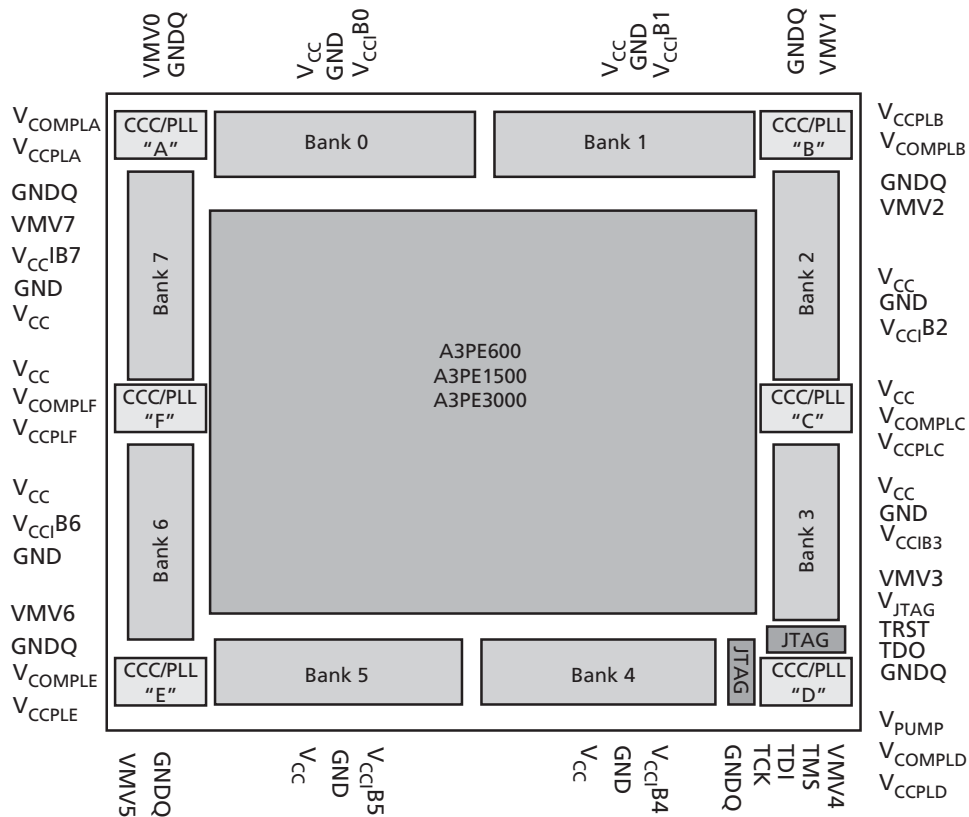 VMV0
GNDQ
VCC
GND
VCCIB0
VCC
GND
VCCIB1
GNDQ
VMV1
VCOMPLA
VCCPLA
GNDQ
VMV7
VCCIB7
GND
VCC
VCC
VCOMPLF
VCCPLF
VCC
VCCIB6
GND
VMV6
GNDQ
VCOMPLE
VCCPLE
CCC/PLL
"A"
Bank 0
Bank 1
CCC/PLL
"B"
Bank 7
Bank 2
A3PE600
A3PE1500
A3PE3000
CCC/PLL
"F"
CCC/PLL
"C"
Bank 6
Bank 3
JTAG
CCC/PLL
"E"
Bank 5
Bank 4
JTAG
CCC/PLL
"D"
VCCPLB
VCOMPLB
GNDQ
VMV2
VCC
GND
VCCIB2
VCC
VCOMPLC
VCCPLC
VCC
GND
VCCIB3
VMV3
VJTAG
TRST
TDO
GNDQ
VPUMP
VCOMPLD
VCCPLD
VMV5
GNDQ
VCC
GND
VCCIB5
VCC
GND
VCCIB4
GNDQ
TCK
TDI
TMS
VMV4